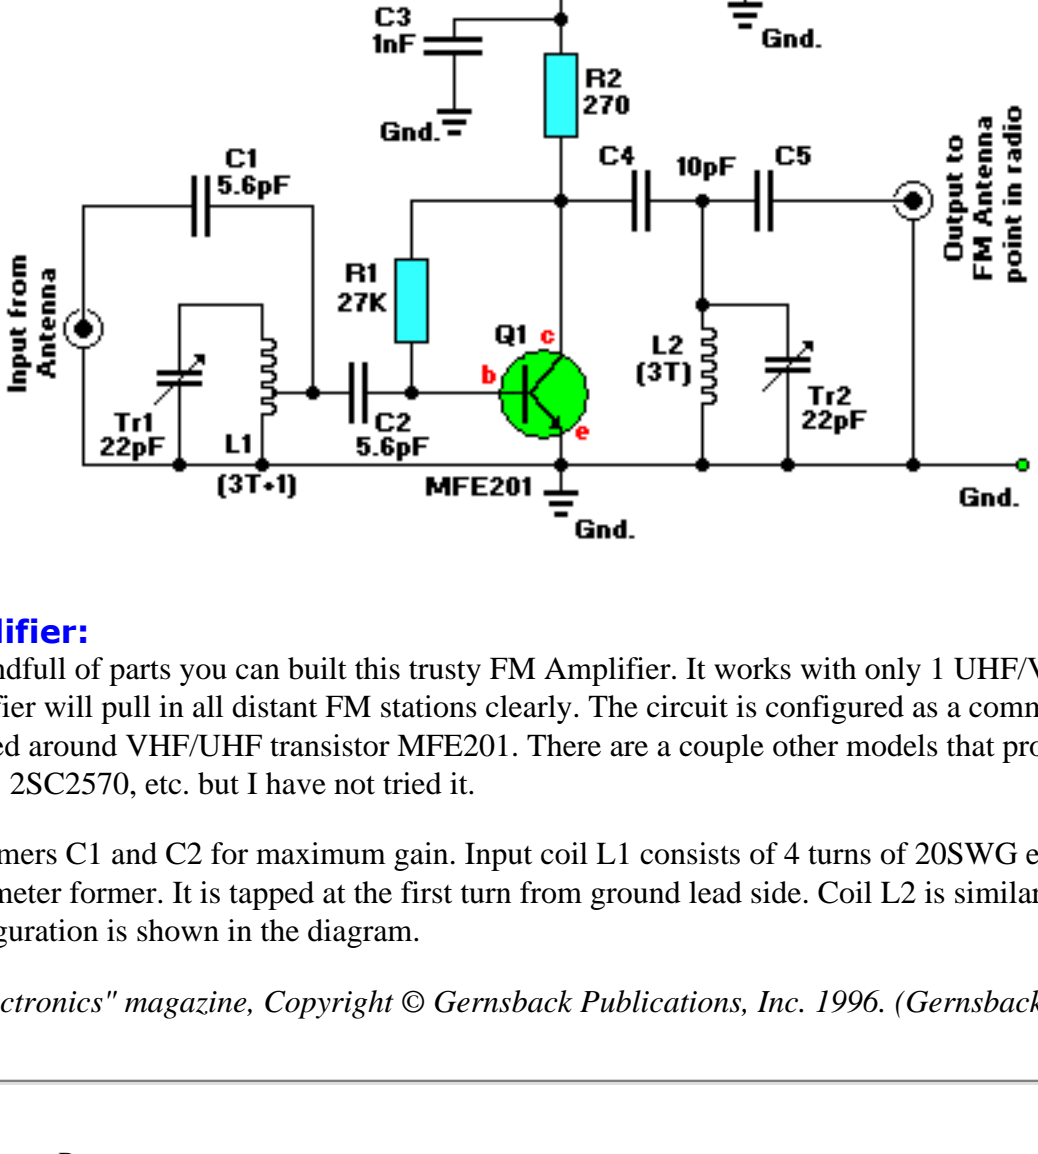 C3
1nF
Gnd.
Gnd.
R2
270
C1
5.6pF
C4
10pF
C5
Output to
FM Antenna
point in radio
Input from
Antenna
R1
27K
Q1
c
b
e
L2
(3T)
Tr1
22pF
L1
(3T+1)
C2
5.6pF
Tr2
22pF
MFE201
Gnd.
Gnd.
lifier:
ndfull of parts you can built this trusty FM Amplifier. It works with only 1 UHF/V
fier will pull in all distant FM stations clearly. The circuit is configured as a comm
ed around VHF/UHF transistor MFE201. There are a couple other models that pro
, 2SC2570, etc. but I have not tried it.
mers C1 and C2 for maximum gain. Input coil L1 consists of 4 turns of 20SWG e
meter former. It is tapped at the first turn from ground lead side. Coil L2 is similar
guration is shown in the diagram.
ctronics" magazine, Copyright © Gernsback Publications, Inc. 1996. (Gernsback